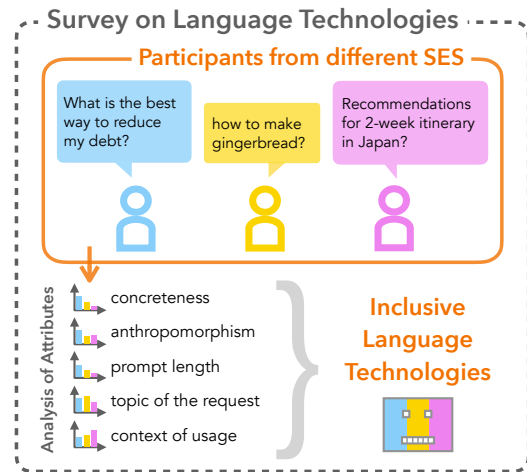 Survey on Language Technologies
Participants from different SES
What is the best
way to reduce
my debt?
how to make
gingerbread?
Recommendations
for 2-week itinerary
in Japan?
Analysis of Attributes
concreteness
anthropomorphism
prompt length
topic of the request
context of usage
Inclusive
Language
Technologies